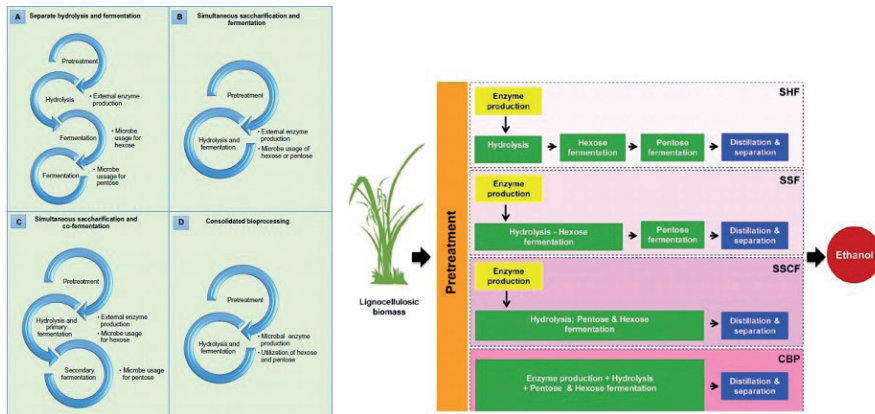 A Separate hydrolysis and fermentation
Pretreatment
Hydrolysis
• External enzyme
production
Fermentation
• Microbe
usage for
hexose
Fermentation
• Microbe
ussage for
pentose
B Simultaneous saccharification and
fermentation
Pretreatment
Hydrolysis and
fermentation
• External enzyme
production
• Microbe usage of
hexose or pentose
C Simultaneous saccharification and
co-fermentation
Pretreatment
Hydrolysis and
primary
fermentation
• External enzyme
production
• Microbe usage
for hexose
Secondary
fermentation
• Microbe usage
for pentose
D Consolidated bioprocessing
Pretreatment
Hydrolysis and
fermentation
• Microbal enzyme
production
• Utilization of hexose
and pentose
Lignocellulosic
biomass
Pretreatment
SHF
Enzyme
production
Hydrolysis
Hexose
fermentation
Pentose
fermentation
Distillation &
separation
SSF
Enzyme
production
Hydrolysis - Hexose
fermentation
Pentose
fermentation
Distillation &
separation
SSCF
Enzyme
production
Hydrolysis; Pentose & Hexose
fermentation
Distillation &
separation
CBP
Enzyme production + Hydrolysis
+ Pentose & Hexose fermentation
Distillation &
separation
Ethanol